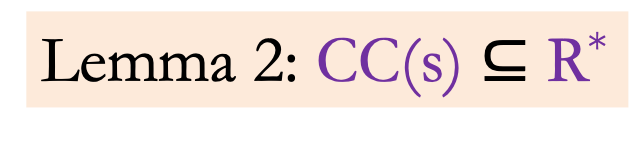 Lemma 2: CC(s) ⊆ R*